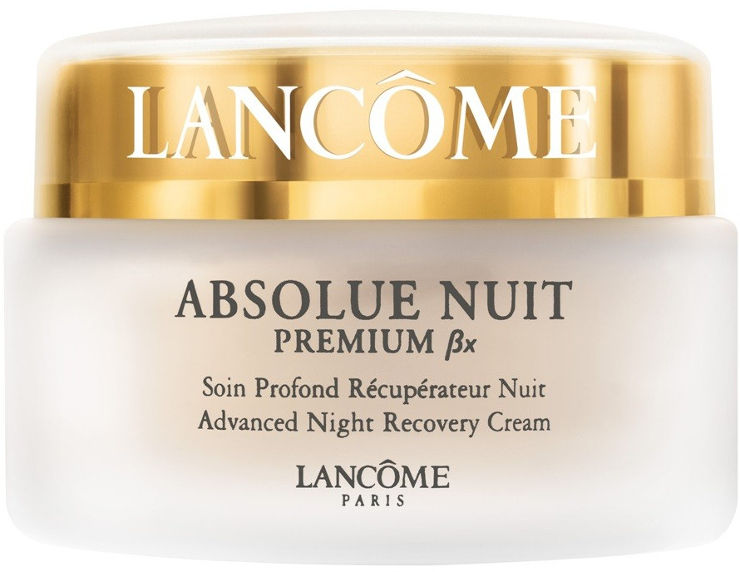 LANCÔME
ABSOLUE NUIT
PREMIUM βx
Soin Profond Récupérateur Nuit
Advanced Night Recovery Cream
LANCÔME
PARIS